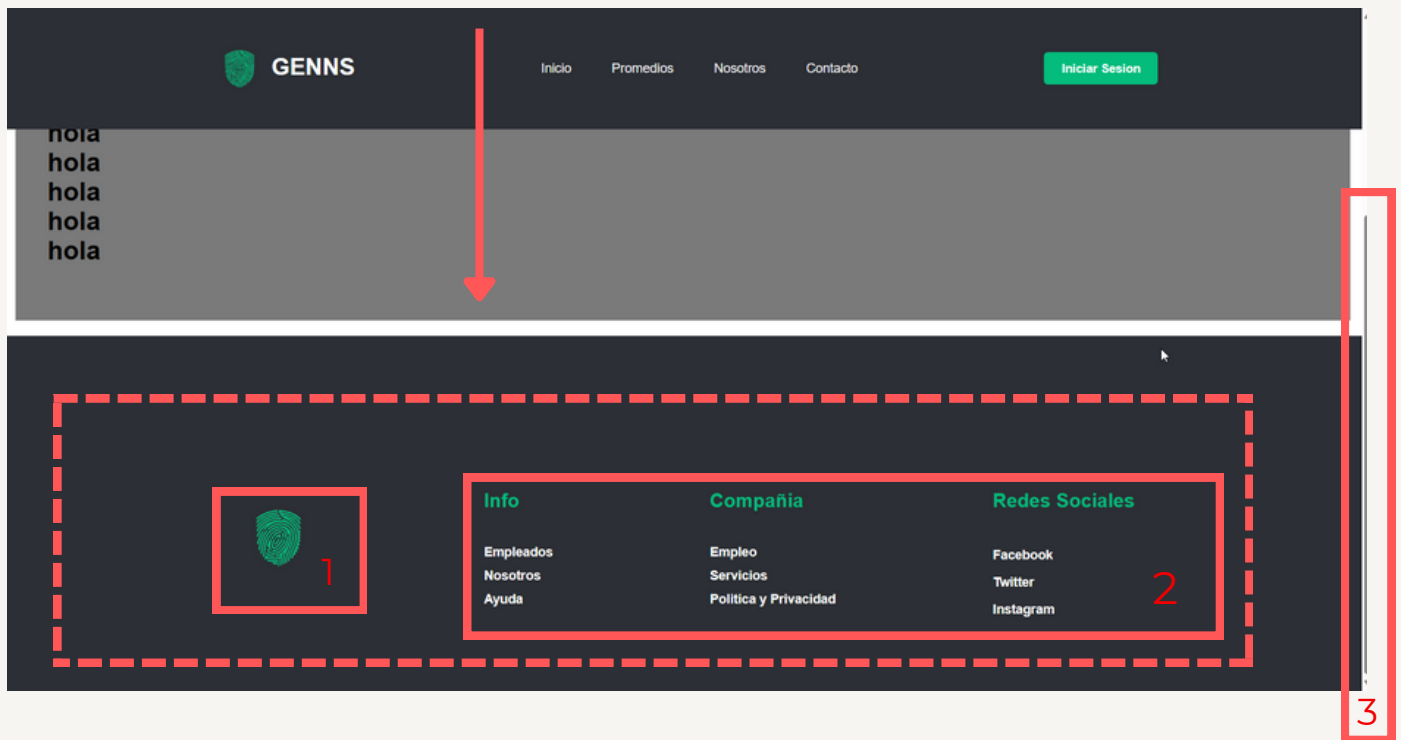 GENNS
Inicio Promedios Nosotros Contacto
Iniciar Sesion
hola
hola
hola
hola
hola
Info
Empleados
Nosotros
Ayuda
Compañia
Empleo
Servicios
Politica y Privacidad
Redes Sociales
Facebook
Twitter
Instagram
1
2
3